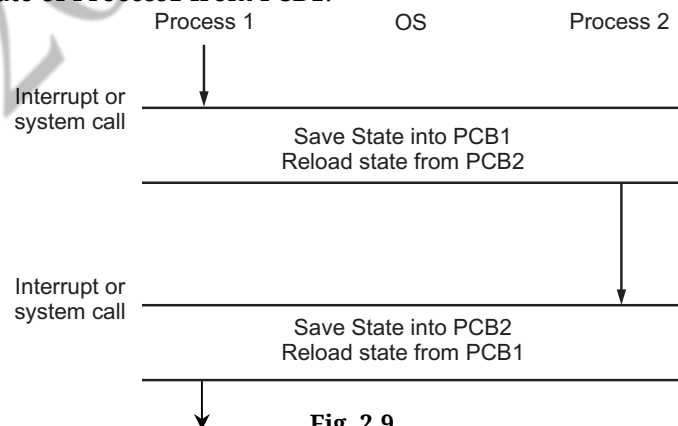 Process 1 OS Process 2
Interrupt or
system call
Save State into PCB1
Reload state from PCB2
Interrupt or
system call
Save State into PCB2
Reload state from PCB1
Fig. 2.9